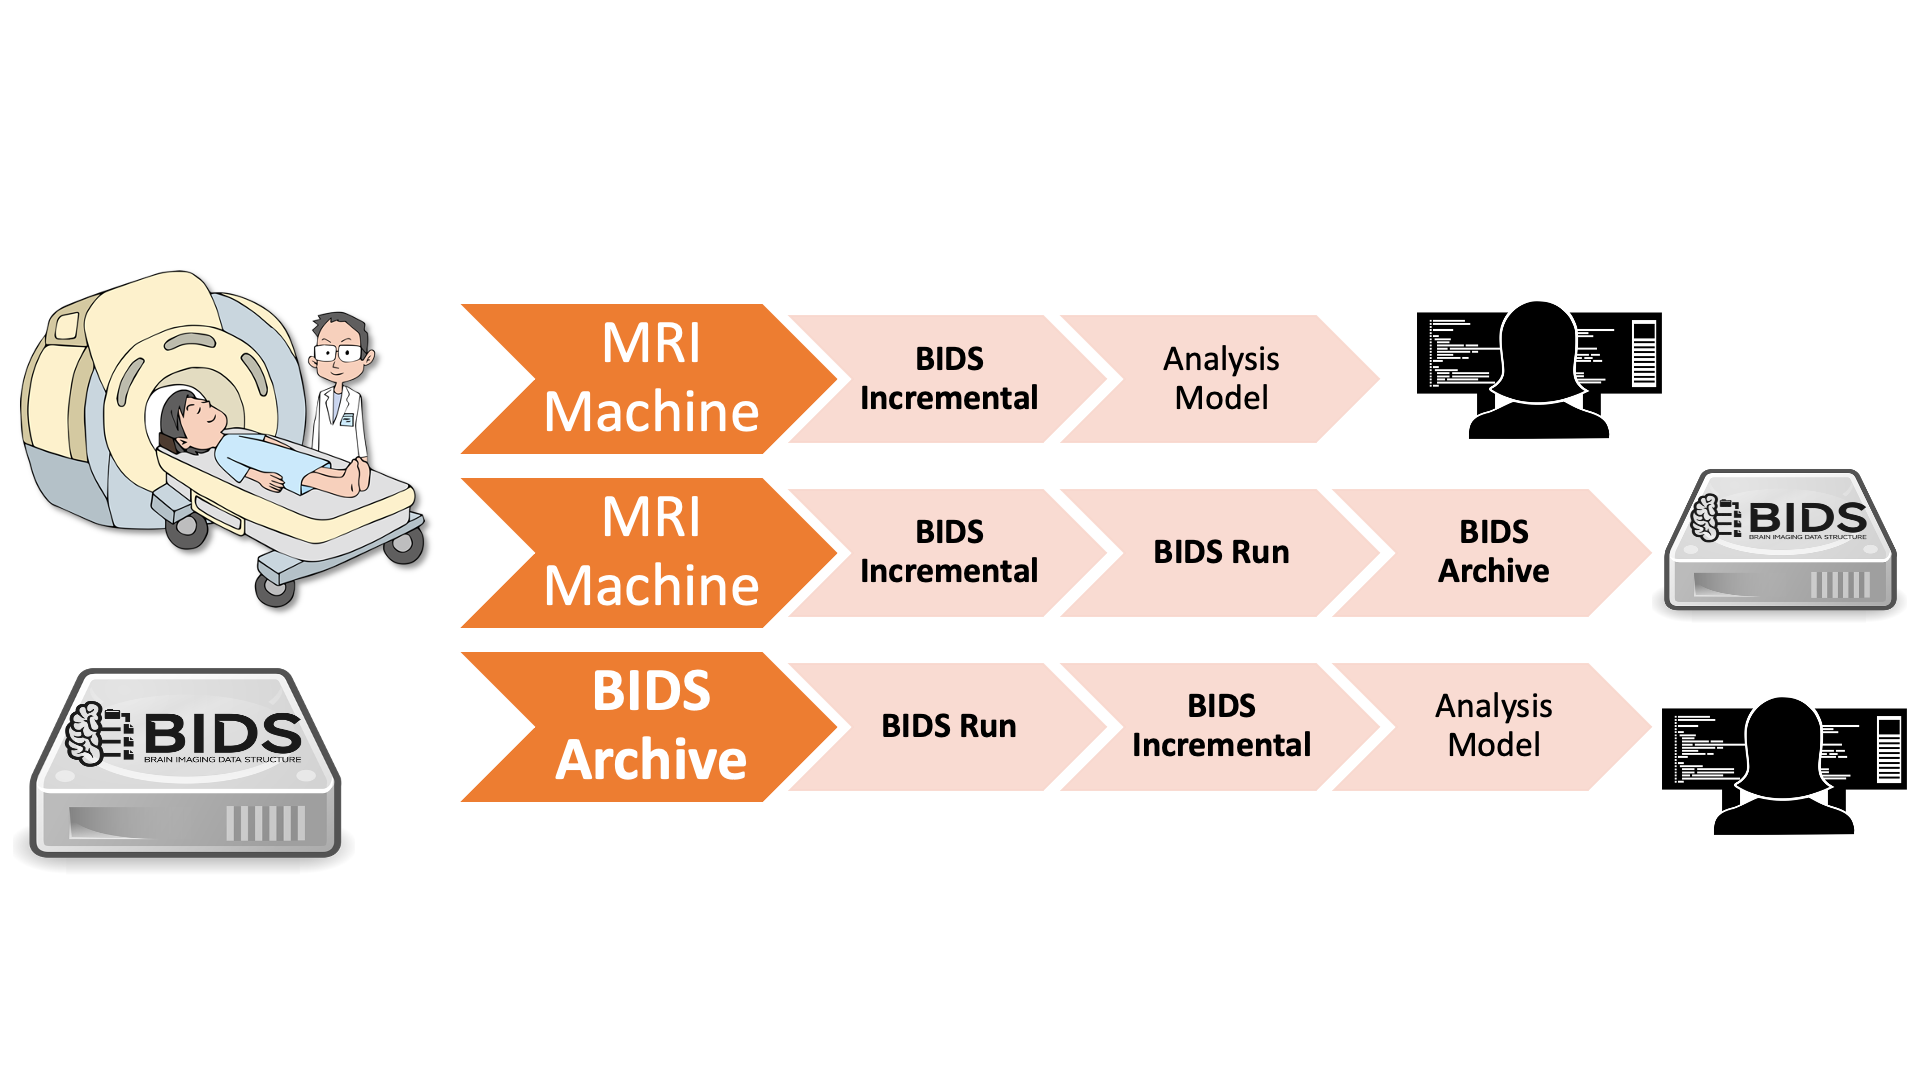 MRI
Machine
BIDS
Incremental
Analysis
Model
MRI
Machine
BIDS
Incremental
BIDS Run
BIDS
Archive
BIDS
BRAIN IMAGING DATA STRUCTURE
BIDS
BRAIN IMAGING DATA STRUCTURE
BIDS
Archive
BIDS Run
BIDS
Incremental
Analysis
Model